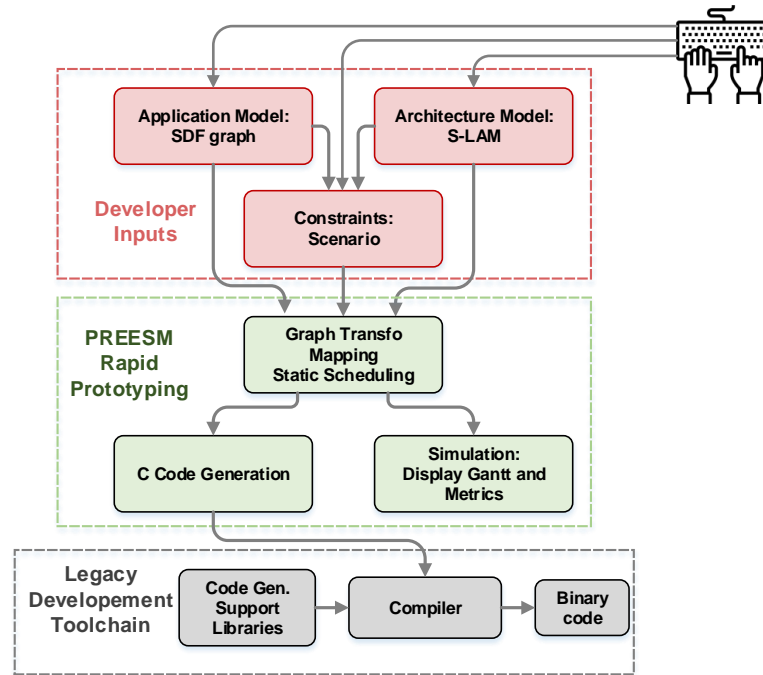 Application Model:
SDF graph
Architecture Model:
S-LAM
Developer
Inputs
Constraints:
Scenario
PREESM
Rapid
Prototyping
Graph Transfo
Mapping
Static Scheduling
C Code Generation
Simulation:
Display Gantt and
Metrics
Legacy
Developement
Toolchain
Code Gen.
Support
Libraries
Compiler
Binary
code